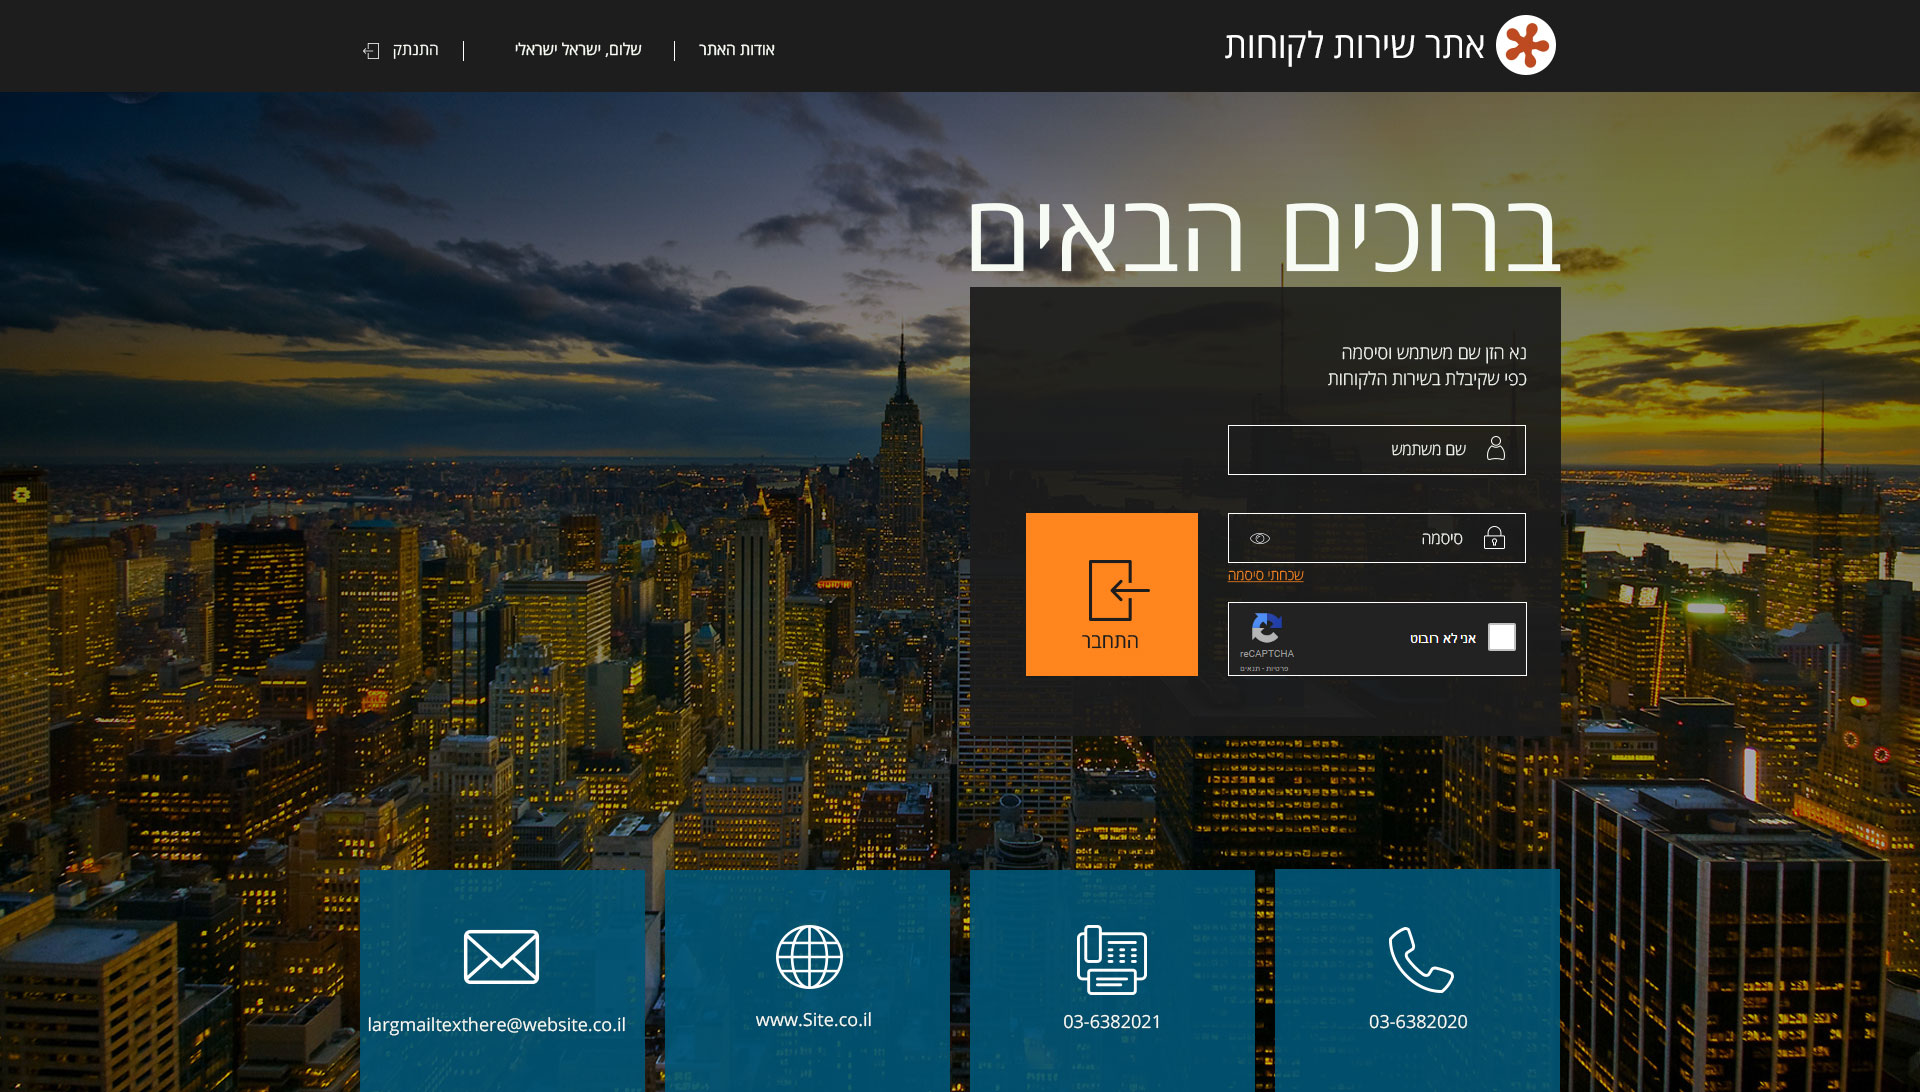 אתר שירות לקוחות
אודות האתר
שלום, ישראל ישראלי
התנתק
ברוכים הבאים
נא הזן שם משתמש וסיסמה
כפי שקיבלת בשירות הלקוחות
שם משתמש
סיסמה
שכחתי סיסמה
אני לא רובוט
reCAPTCHA
פרטיות - תנאים
התחבר
03-6382020
03-6382021
www.Site.co.il
largmailtexthere@website.co.il